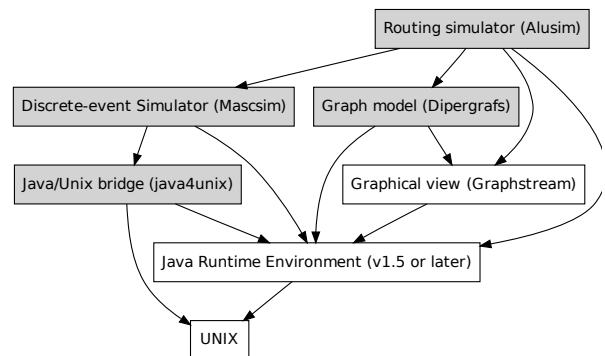 Routing simulator (Alusim)
Discrete-event Simulator (Mascsim)
Graph model (Dipergrafs)
Java/Unix bridge (java4unix)
Graphical view (Graphstream)
Java Runtime Environment (v1.5 or later)
UNIX